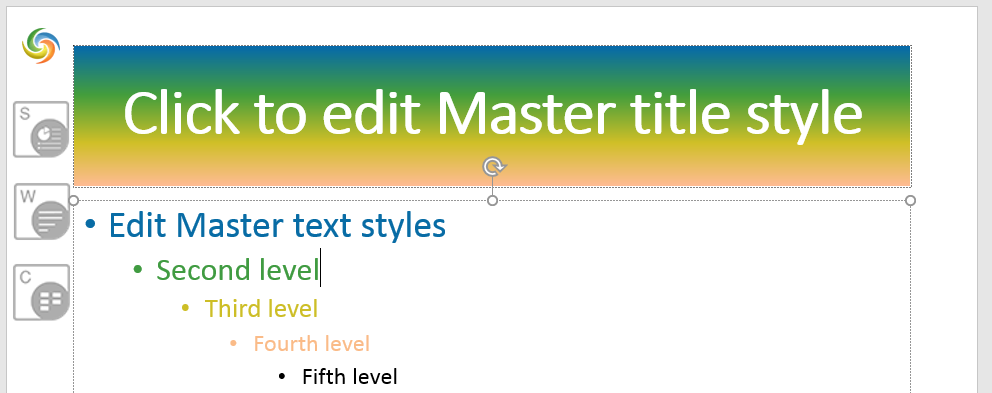 Click to edit Master title style
S
W
C
• Edit Master text styles
• Second level
• Third level
• Fourth level
• Fifth level